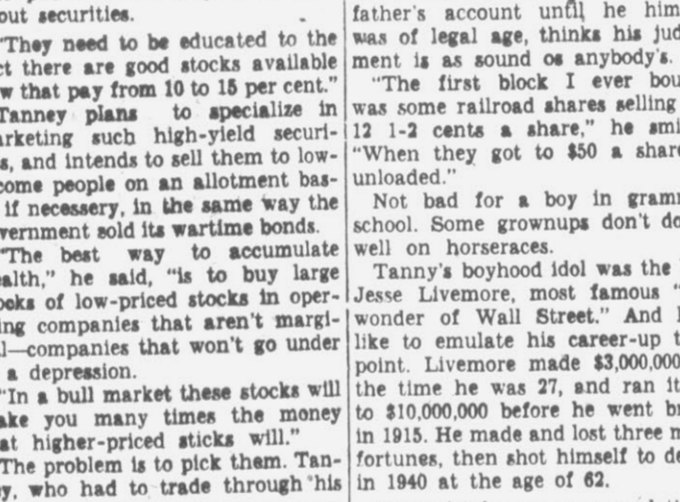 out securities.
"They need to be educated to the
ct there are good stocks available
w that pay from 10 to 15 per cent."
Tanney plans to specialize in
arketing such high-yield securi-
s, and intends to sell them to low-
come people on an allotment bas-
if necessery, in the same way the
vernment sold its wartime bonds.
"The best way to accumulate
alth," he said, "is to buy large
ocks of low-priced stocks in oper-
ing companies that aren't margi-
l—companies that won't go under
a depression.
"In a bull market these stocks will
ake you many times the money
at higher-priced sticks will."
The problem is to pick them. Tan-
y, who had to trade through his
father's account until he him
was of legal age, thinks his jud
ment is as sound os anybody's.
"The first block I ever bou
was some railroad shares selling
12 1-2 cents a share," he smi
"When they got to $50 a share
unloaded."
Not bad for a boy in gramm
school. Some grownups don't do
well on horseraces.
Tanny's boyhood idol was the
Jesse Livemore, most famous "
wonder of Wall Street." And
like to emulate his career-up t
point. Livemore made $3,000,000
the time he was 27, and ran it
to $10,000,000 before he went br
in 1915. He made and lost three m
fortunes, then shot himself to de
in 1940 at the age of 62.